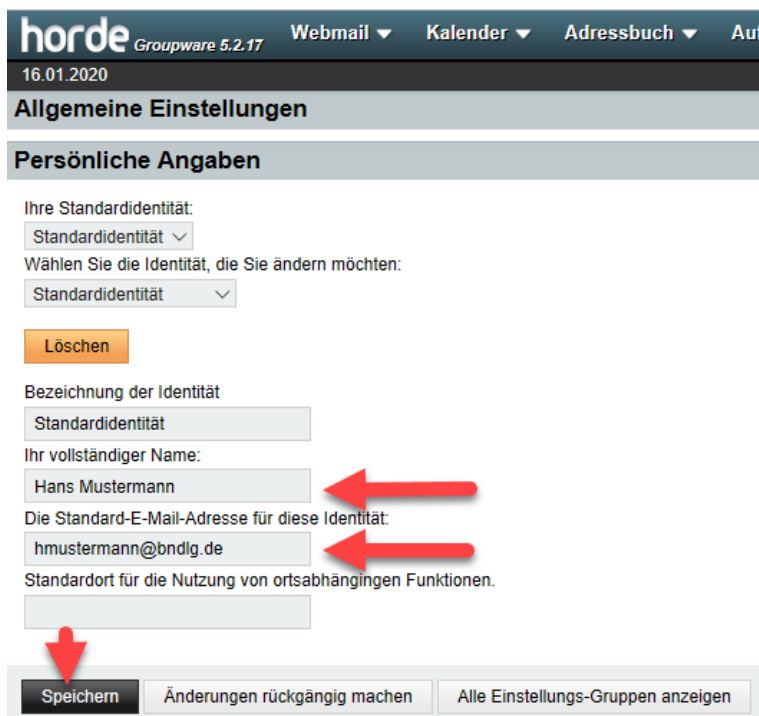 horde Groupware 5.2.17 Webmail Kalender Adressbuch
16.01.2020
Allgemeine Einstellungen
Persönliche Angaben
Ihre Standardidentität:
Standardidentität
Wählen Sie die Identität, die Sie ändern möchten:
Standardidentität
Löschen
Bezeichnung der Identität
Standardidentität
Ihr vollständiger Name:
Hans Mustermann
Die Standard-E-Mail-Adresse für diese Identität:
hmustermann@bndlg.de
Standardort für die Nutzung von ortsabhängingen Funktionen.
Speichern Änderungen rückgängig machen Alle Einstellungs-Gruppen anzeigen